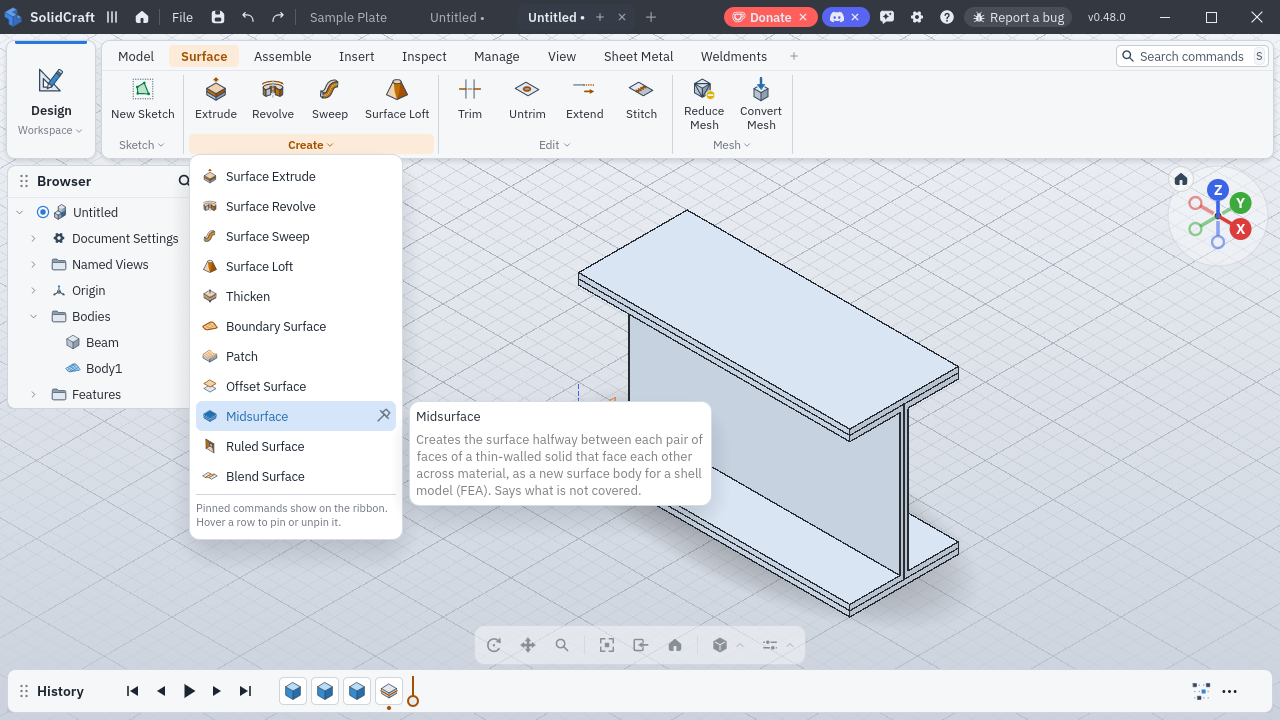 SolidCraft
File
Sample Plate
Untitled •
Untitled •
Donate
Report a bug
v0.48.0
Design
Workspace
Model
Surface
Assemble
Insert
Inspect
Manage
View
Sheet Metal
Weldments
Search commands
S
New Sketch
Extrude
Revolve
Sweep
Surface Loft
Trim
Untrim
Extend
Stitch
Reduce Mesh
Convert Mesh
Sketch
Create
Edit
Mesh
Browser
Untitled
Document Settings
Named Views
Origin
Bodies
Beam
Body1
Features
Surface Extrude
Surface Revolve
Surface Sweep
Surface Loft
Thicken
Boundary Surface
Patch
Offset Surface
Midsurface
Ruled Surface
Blend Surface
Pinned commands show on the ribbon.
Hover a row to pin or unpin it.
Midsurface
Creates the surface halfway between each pair of
faces of a thin-walled solid that face each other
across material, as a new surface body for a shell
model (FEA). Says what is not covered.
Z
Y
X
History